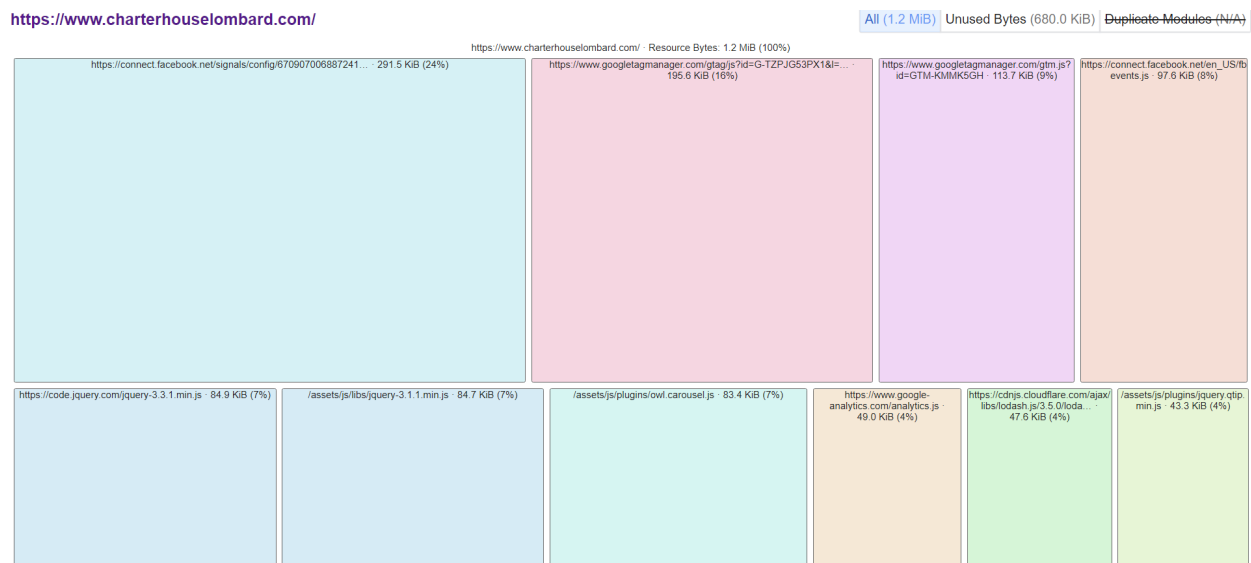 https://www.charterhouselombard.com/
All (1.2 MiB) Unused Bytes (680.0 KiB) Duplicate Modules (N/A)
https://www.charterhouselombard.com/ · Resource Bytes: 1.2 MiB (100%)
https://connect.facebook.net/signals/config/670907006887241… · 291.5 KiB (24%)
https://www.googletagmanager.com/gtag/js?id=G-TZPJG53PX1&l=… ·
195.6 KiB (16%)
https://www.googletagmanager.com/gtm.js?
id=GTM-KMMK5GH · 113.7 KiB (9%)
https://connect.facebook.net/en_US/fb
events.js · 97.6 KiB (8%)
https://code.jquery.com/jquery-3.3.1.min.js · 84.9 KiB (7%)
/assets/js/libs/jquery-3.1.1.min.js · 84.7 KiB (7%)
/assets/js/plugins/owl.carousel.js · 83.4 KiB (7%)
https://www.google-
analytics.com/analytics.js ·
49.0 KiB (4%)
https://cdnjs.cloudflare.com/ajax/
libs/lodash.js/3.5.0/loda… ·
47.6 KiB (4%)
/assets/js/plugins/jquery.qtip.
min.js · 43.3 KiB (4%)